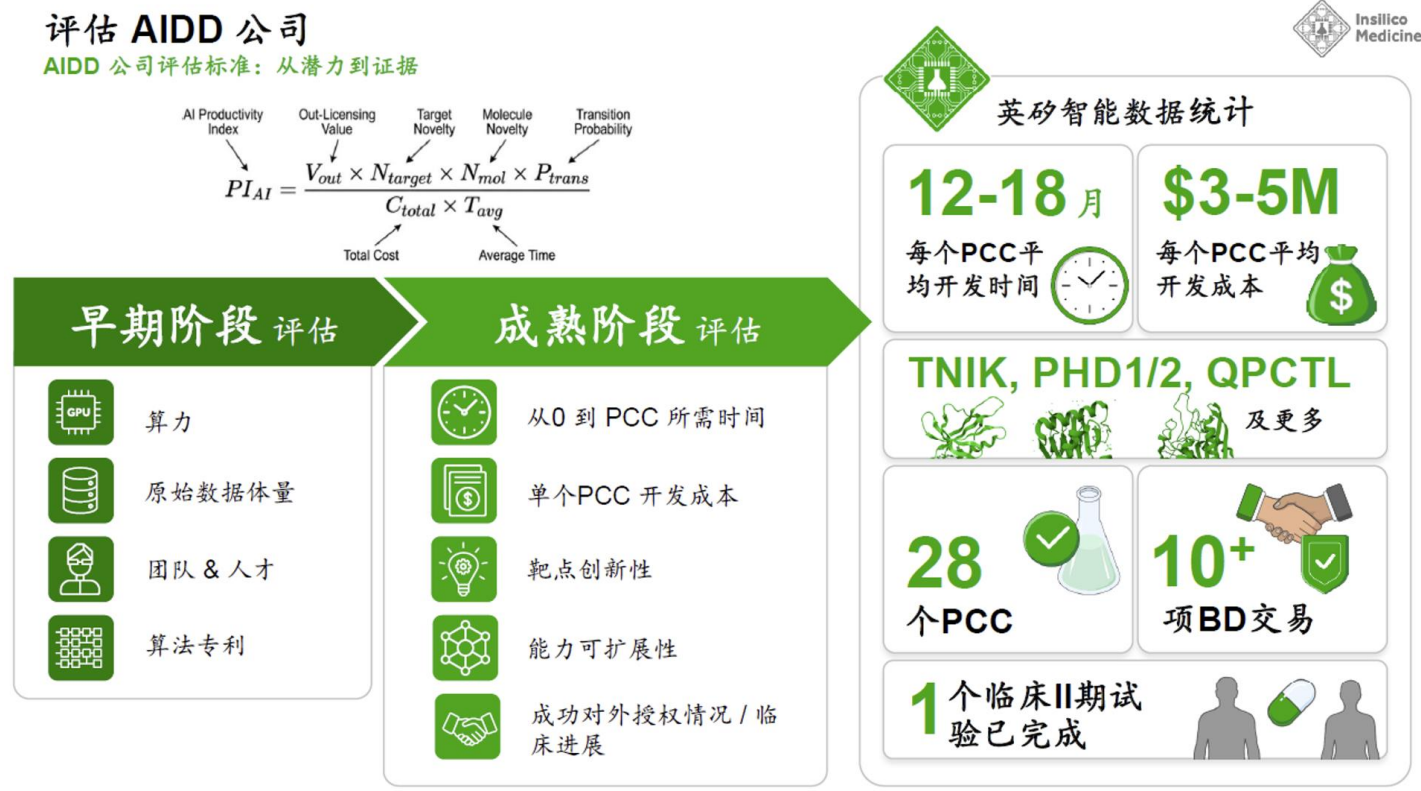 评估 AIDD 公司
AIDD 公司评估标准：从潜力到证据
Insilico
Medicine
AI Productivity
Index
Out-Licensing
Value
Target
Novelty
Molecule
Novelty
Transition
Probability
PI_AI = (V_out × N_target × N_mol × P_trans) / (C_total × T_avg)
Total Cost
Average Time
早期阶段 评估
GPU
算力
原始数据体量
团队 & 人才
算法专利
成熟阶段 评估
从0 到 PCC 所需时间
单个PCC 开发成本
靶点创新性
能力可扩展性
成功对外授权情况 / 临
床进展
英矽智能数据统计
12-18 月
每个PCC平
均开发时间
$3-5M
每个PCC平均
开发成本
$
TNIK, PHD1/2, QPCTL
及更多
28
个PCC
10+
项BD交易
1 个临床II期试
验已完成